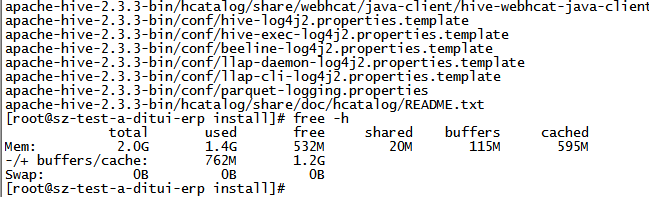 apache-hive-2.3.3-bin/hcatalog/share/webhcat/java-client/hive-webhcat-java-client
apache-hive-2.3.3-bin/conf/hive-log4j2.properties.template
apache-hive-2.3.3-bin/conf/hive-exec-log4j2.properties.template
apache-hive-2.3.3-bin/conf/beeline-log4j2.properties.template
apache-hive-2.3.3-bin/conf/llap-daemon-log4j2.properties.template
apache-hive-2.3.3-bin/conf/llap-cli-log4j2.properties.template
apache-hive-2.3.3-bin/conf/parquet-logging.properties
apache-hive-2.3.3-bin/hcatalog/share/doc/hcatalog/README.txt
[root@sz-test-a-ditui-erp install]# free -h
total used free shared buffers cached
Mem: 2.0G 1.4G 532M 20M 115M 595M
-/+ buffers/cache: 762M 1.2G
Swap: 0B 0B 0B
[root@sz-test-a-ditui-erp install]#